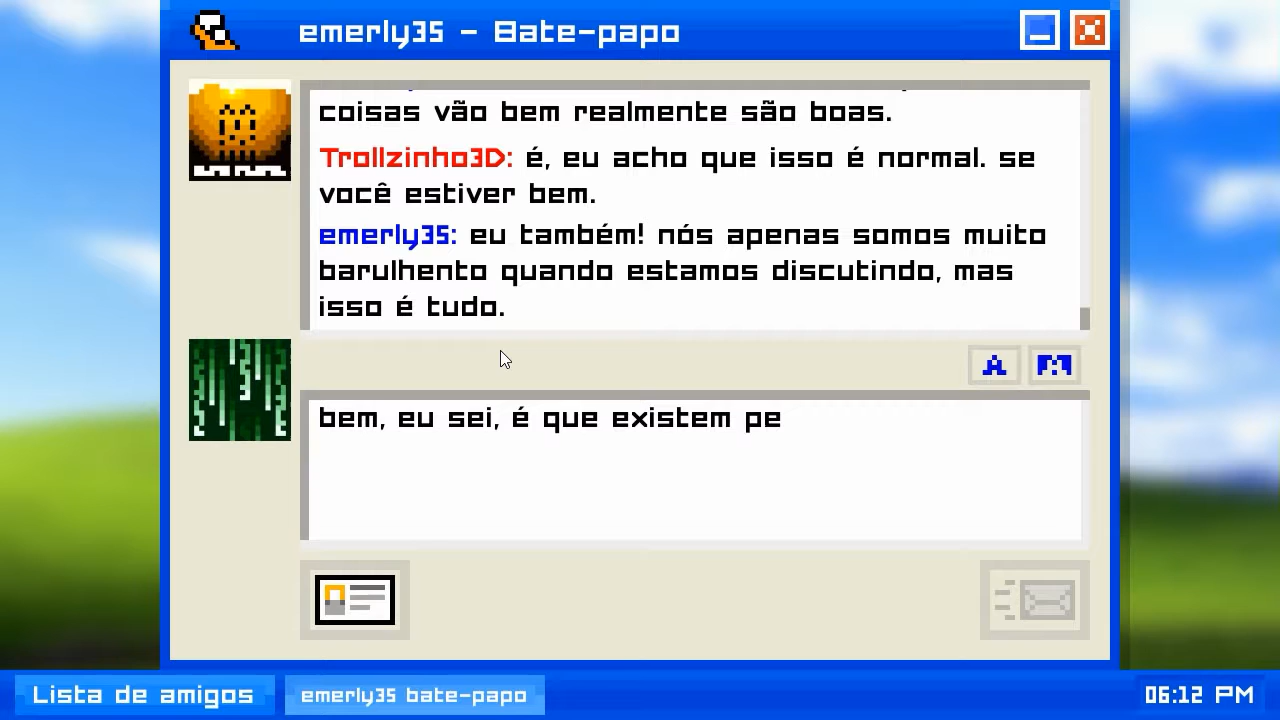 emerly35 - Bate-papo
coisas vão bem realmente são boas.
Trollzinho3D: é, eu acho que isso é normal. se
você estiver bem.
emerly35: eu também! nós apenas somos muito
barulhento quando estamos discutindo, mas
isso é tudo.
A
bem, eu sei, é que existem pe
Lista de amigos
emerly35 bate-papo
06:12 PM